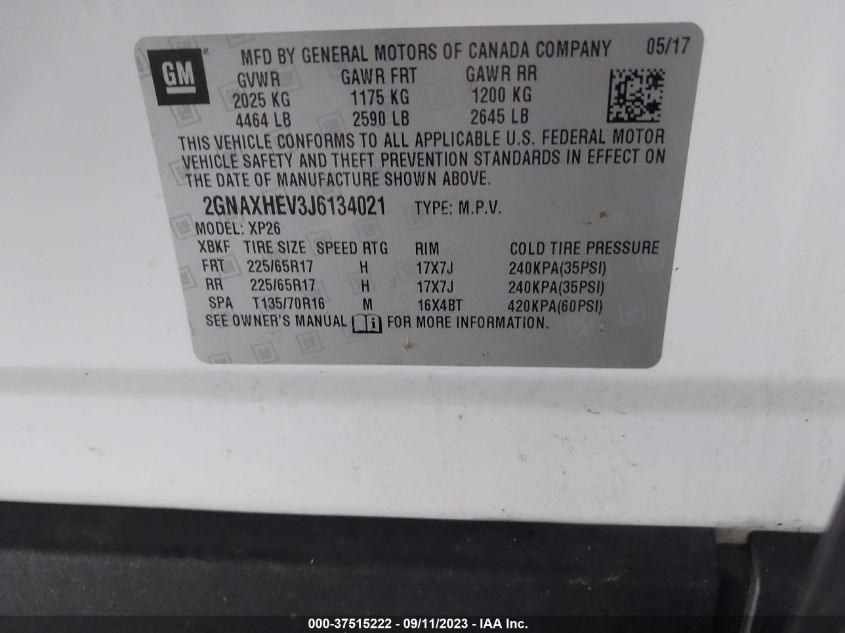 GM
MFD BY GENERAL MOTORS OF CANADA COMPANY 05/17
GVWR GAWR FRT GAWR RR
2025 KG 1175 KG 1200 KG
4464 LB 2590 LB 2645 LB
THIS VEHICLE CONFORMS TO ALL APPLICABLE U.S. FEDERAL MOTOR
VEHICLE SAFETY AND THEFT PREVENTION STANDARDS IN EFFECT ON
THE DATE OF MANUFACTURE SHOWN ABOVE.
2GNAXHEV3J6134021 TYPE: M.P.V.
MODEL: XP26
XBKF TIRE SIZE SPEED RTG RIM COLD TIRE PRESSURE
FRT 225/65R17 H 17X7J 240KPA(35PSI)
RR 225/65R17 H 17X7J 240KPA(35PSI)
SPA T135/70R16 M 16X4BT 420KPA(60PSI)
SEE OWNER'S MANUAL FOR MORE INFORMATION.
000-37515222 - 09/11/2023 - IAA Inc.